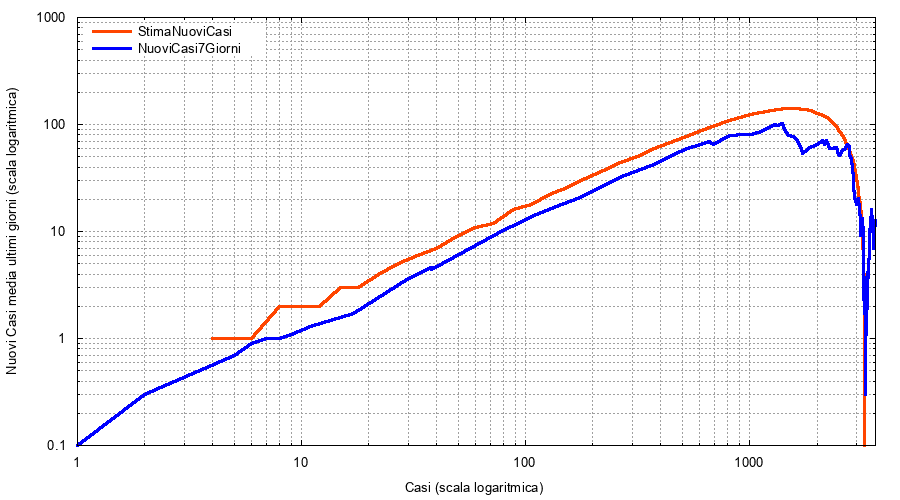 1000
100
10
1
0.1
StimaNuoviCasi
NuoviCasi7Giorni
Nuovi Casi media ultimi giorni (scala logaritmica)
1 10 100 1000
Casi (scala logaritmica)